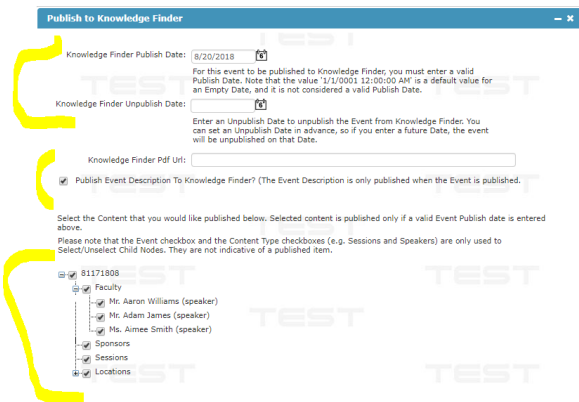 Publish to Knowledge Finder
Knowledge Finder Publish Date: 8/20/2018
For this event to be published to Knowledge Finder, you must enter a valid
Publish Date. Note that the value '1/1/0001 12:00:00 AM' is a default value for
an Empty Date, and it is not considered a valid Publish Date.
Knowledge Finder Unpublish Date:
Enter an Unpublish Date to unpublish the Event from Knowledge Finder. You
can set an Unpublish Date in advance, so if you enter a future Date, the event
will be unpublished on that Date.
Knowledge Finder Pdf Url:
Publish Event Description To Knowledge Finder? (The Event Description is only published when the Event is published.
Select the Content that you would like published below. Selected content is published only if a valid Event Publish date is entered
above.
Please note that the Event checkbox and the Content Type checkboxes (e.g. Sessions and Speakers) are only used to
Select/Unselect Child Nodes. They are not indicative of a published item.
81171808
Faculty
Mr. Aaron Williams (speaker)
Mr. Adam James (speaker)
Ms. Aimee Smith (speaker)
Sponsors
Sessions
Locations
TEST
TEST
TEST
TEST
TEST
TEST
TEST
TEST
TEST